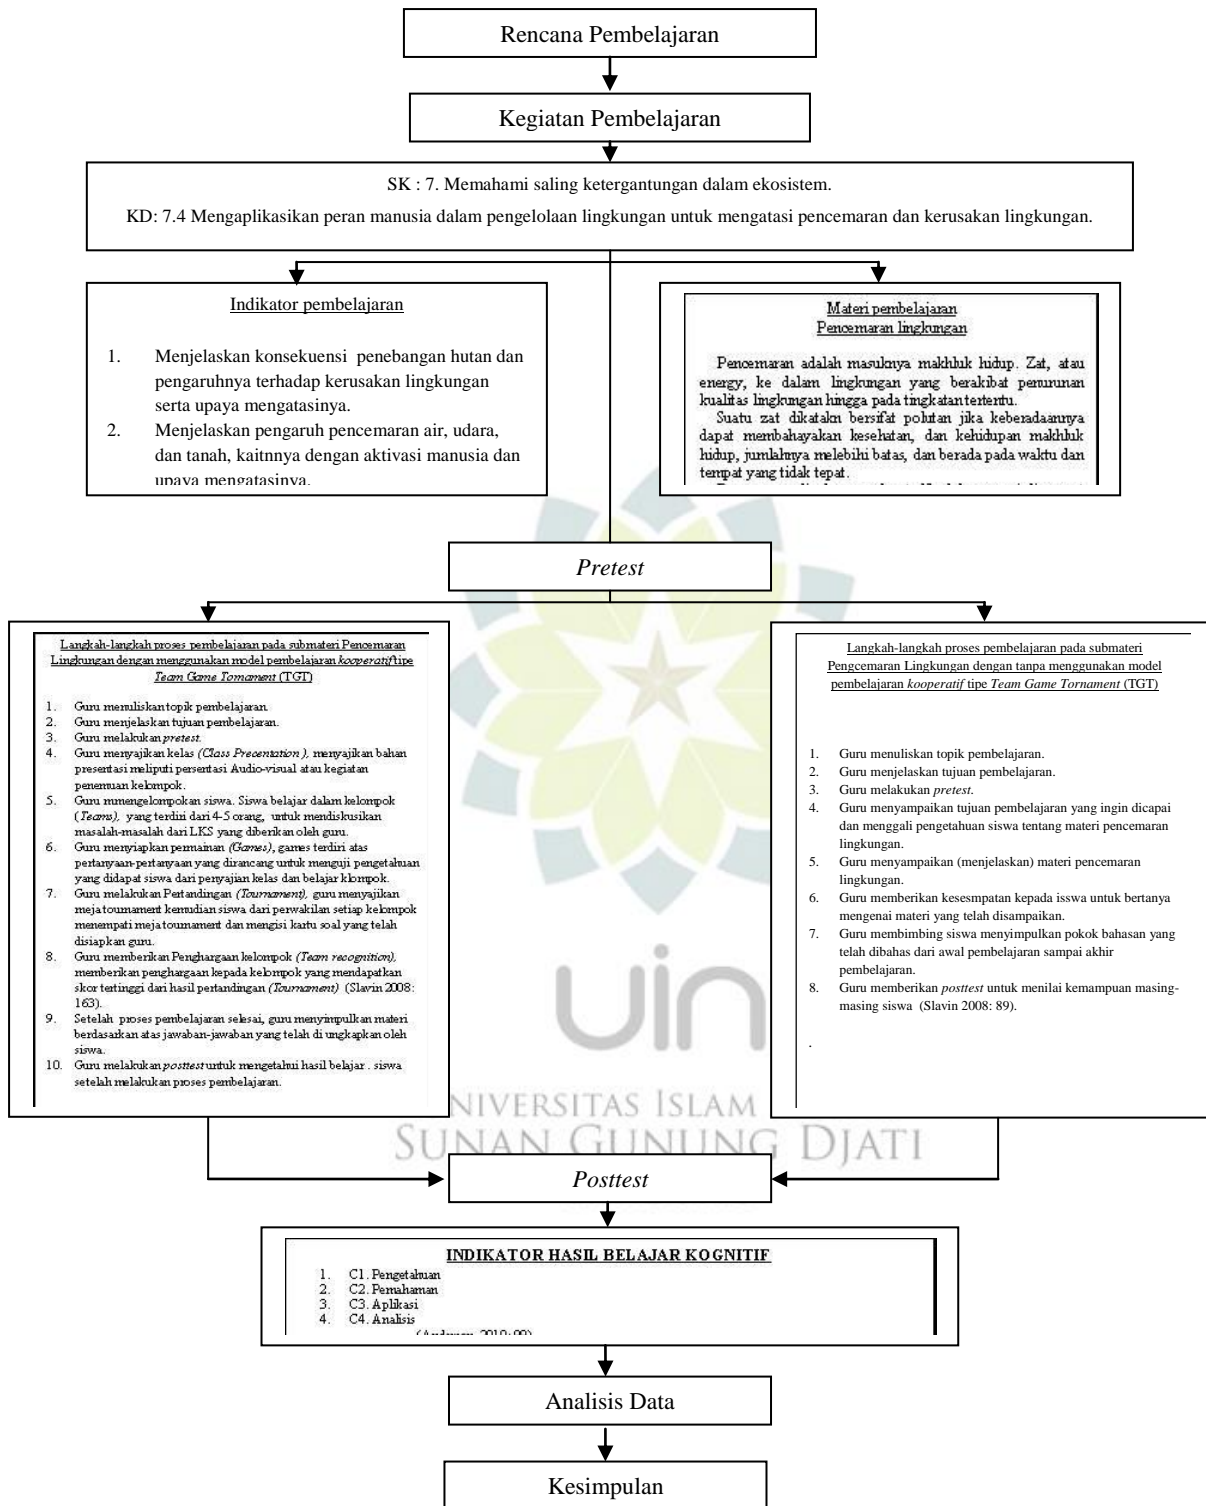 Rencana Pembelajaran
Kegiatan Pembelajaran
SK : 7. Memahami saling ketergantungan dalam ekosistem.
KD: 7.4 Mengaplikasikan peran manusia dalam pengelolaan lingkungan untuk mengatasi pencemaran dan kerusakan lingkungan.
Indikator pembelajaran
1. Menjelaskan konsekuensi penebangan hutan dan
pengaruhnya terhadap kerusakan lingkungan
serta upaya mengatasinya.
2. Menjelaskan pengaruh pencemaran air, udara,
dan tanah, kaitnnya dengan aktivasi manusia dan
upaya mengatasinya.
Materi pembelajaran
Pencemaran lingkungan
Pencemaran adalah masuknya makhluk hidup. Zat, atau
energy, ke dalam lingkungan yang berakibat penurunan
kualitas lingkungan hingga pada tingkatan tertentu.
Suatu zat dikatakn bersifat polutan jika keberadaannya
dapat membahayakan kesehatan, dan kehidupan makhluk
hidup, jumlahnya melebihi batas, dan berada pada waktu dan
tempat yang tidak tepat.
Pretest
Langkah-langkah proses pembelajaran pada submateri Pencemaran
Lingkungan dengan menggunakan model pembelajaran kooperatif tipe
Team Game Tornament (TGT)
1. Guru menuliskan topik pembelajaran.
2. Guru menjelaskan tujuan pembelajaran.
3. Guru melakukan pretest.
4. Guru menyajikan kelas (Class Precentation ), menyajikan bahan
presentasi meliputi persentasi Audio-visual atau kegiatan
penemuan kelompok.
5. Guru mmengelompokan siswa. Siswa belajar dalam kelompok
(Teams), yang terdiri dari 4-5 orang, untuk mendiskusikan
masalah-masalah dari LKS yang diberikan oleh guru.
6. Guru menyiapkan permainan (Games), games terdiri atas
pertanyaan-pertanyaan yang dirancang untuk menguji pengetahuan
yang didapat siswa dari penyajian kelas dan belajar klompok.
7. Guru melakukan Pertandingan (Tournament), guru menyajikan
meja tournament kemudian siswa dari perwakilan setiap kelompok
menempati meja tournament dan mengisi kartu soal yang telah
disiapkan guru.
8. Guru memberikan Penghargaan kelompok (Team recognition),
memberikan penghargaan kepada kelompok yang mendapatkan
skor tertinggi dari hasil pertandingan (Tournament) (Slavin 2008:
163).
9. Setelah proses pembelajaran selesai, guru menyimpulkan materi
berdasarkan atas jawaban-jawaban yang telah di ungkapkan oleh
siswa.
10. Guru melakukan posttest untuk mengetahui hasil belajar . siswa
setelah melakukan proses pembelajaran.
Langkah-langkah proses pembelajaran pada submateri
Pengcemaran Lingkungan dengan tanpa menggunakan model
pembelajaran kooperatif tipe Team Game Tornament (TGT)
1. Guru menuliskan topik pembelajaran.
2. Guru menjelaskan tujuan pembelajaran.
3. Guru melakukan pretest.
4. Guru menyampaikan tujuan pembelajaran yang ingin dicapai
dan menggali pengetahuan siswa tentang materi pencemaran
lingkungan.
5. Guru menyampaikan (menjelaskan) materi pencemaran
lingkungan.
6. Guru memberikan kesesmpatan kepada isswa untuk bertanya
mengenai materi yang telah disampaikan.
7. Guru membimbing siswa menyimpulkan pokok bahasan yang
telah dibahas dari awal pembelajaran sampai akhir
pembelajaran.
8. Guru memberikan posttest untuk menilai kemampuan masing-
masing siswa (Slavin 2008: 89).
.
uin
NIVERSITAS ISLAM
SUNAN GUNUNG DJATI
Posttest
INDIKATOR HASIL BELAJAR KOGNITIF
1. C1. Pengetahuan
2. C2. Pemahaman
3. C3. Aplikasi
4. C4. Analisis
Analisis Data
Kesimpulan